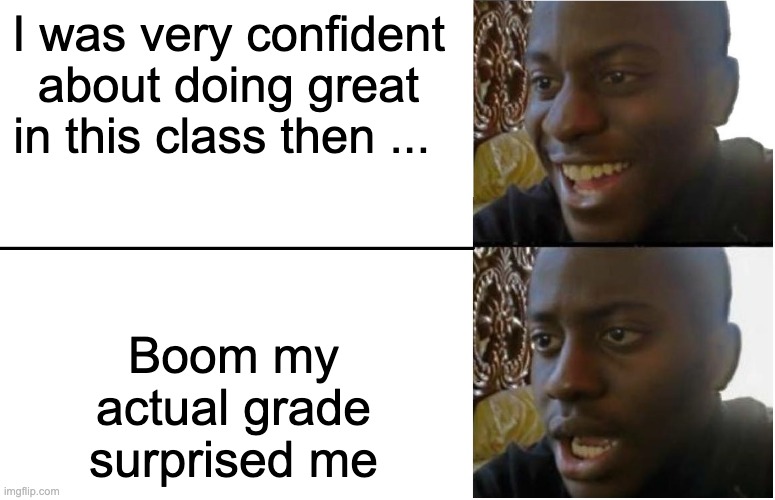 I was very confident
about doing great
in this class then ...
Boom my
actual grade
surprised me
imgflip.com